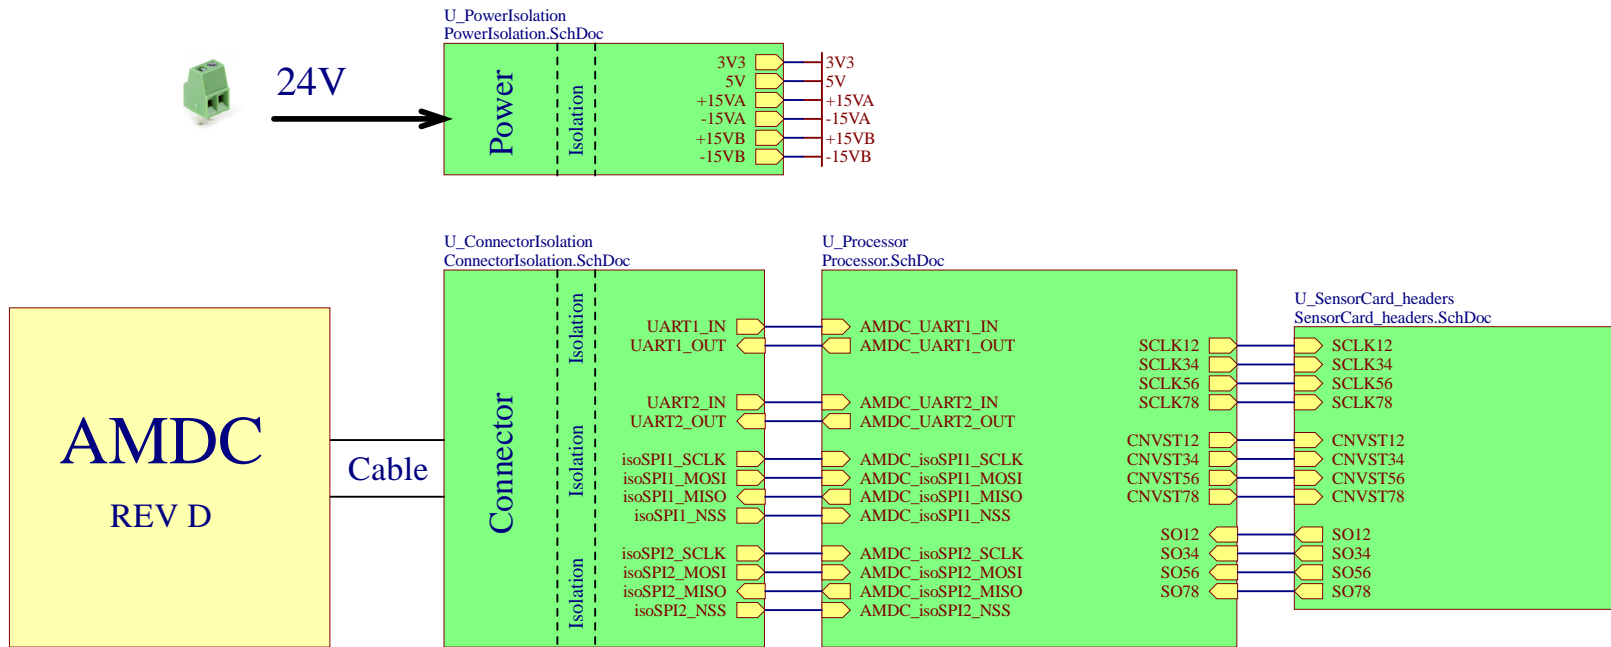 U_PowerIsolation
PowerIsolation.SchDoc
24V
Power
Isolation
3V3 3V3
5V 5V
+15VA +15VA
-15VA -15VA
+15VB +15VB
-15VB -15VB
U_ConnectorIsolation
ConnectorIsolation.SchDoc
U_Processor
Processor.SchDoc
U_SensorCard_headers
SensorCard_headers.SchDoc
AMDC
REV D
Cable
Connector
Isolation
Isolation
Isolation
UART1_IN AMDC_UART1_IN
UART1_OUT AMDC_UART1_OUT
UART2_IN AMDC_UART2_IN
UART2_OUT AMDC_UART2_OUT
isoSPI1_SCLK AMDC_isoSPI1_SCLK
isoSPI1_MOSI AMDC_isoSPI1_MOSI
isoSPI1_MISO AMDC_isoSPI1_MISO
isoSPI1_NSS AMDC_isoSPI1_NSS
isoSPI2_SCLK AMDC_isoSPI2_SCLK
isoSPI2_MOSI AMDC_isoSPI2_MOSI
isoSPI2_MISO AMDC_isoSPI2_MISO
isoSPI2_NSS AMDC_isoSPI2_NSS
SCLK12 SCLK12
SCLK34 SCLK34
SCLK56 SCLK56
SCLK78 SCLK78
CNVST12 CNVST12
CNVST34 CNVST34
CNVST56 CNVST56
CNVST78 CNVST78
SO12 SO12
SO34 SO34
SO56 SO56
SO78 SO78